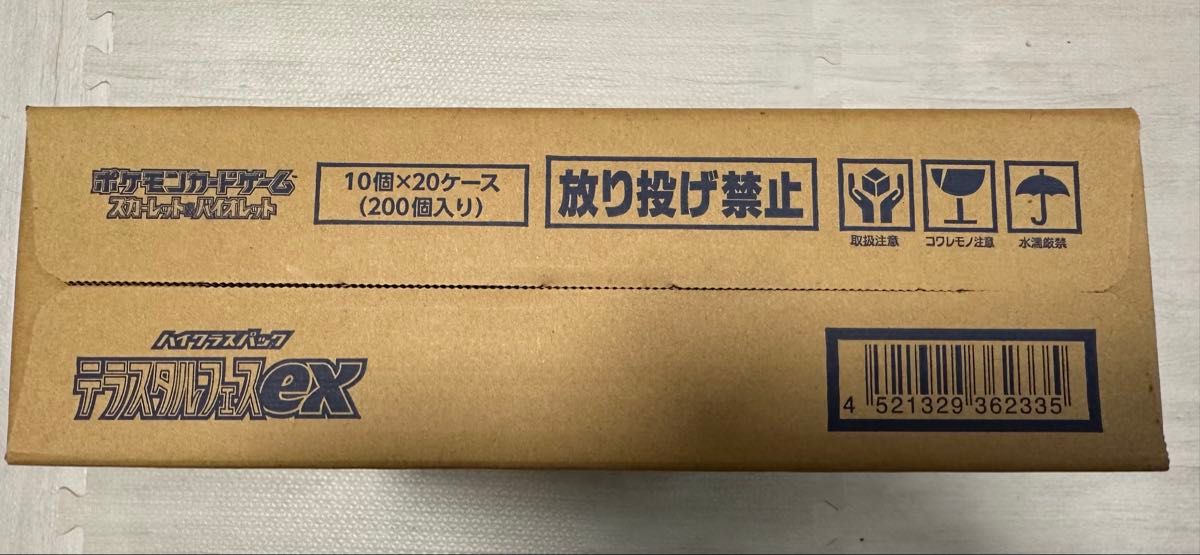 ポケモンカードゲーム
スカーレット&バイオレット
10個×20ケース
(200個入り)
放り投げ禁止
取扱注意
コワレモノ注意
水濡厳禁
ハイクラスパック
テラスタルフェスex
4 521329 362335